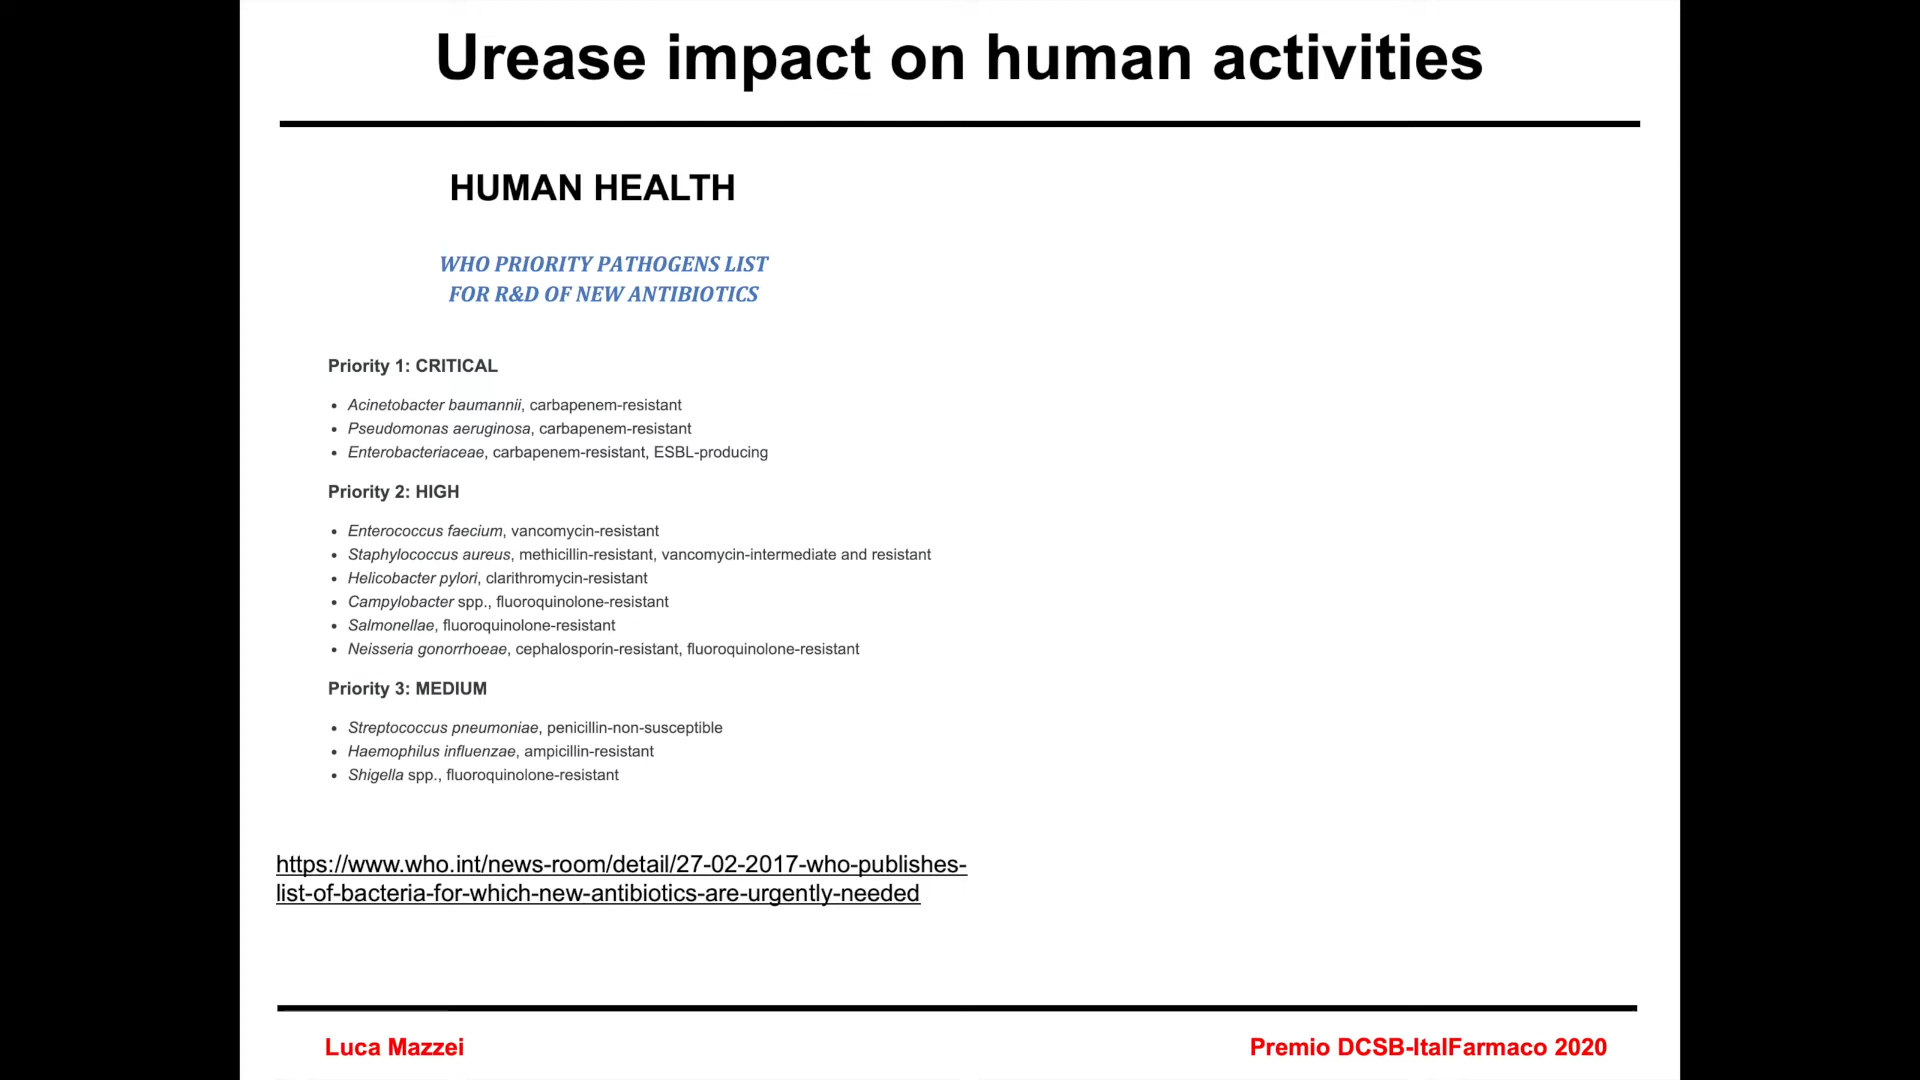 Urease impact on human activities
HUMAN HEALTH
WHO PRIORITY PATHOGENS LIST
FOR R&D OF NEW ANTIBIOTICS
Priority 1: CRITICAL
• Acinetobacter baumannii, carbapenem-resistant
• Pseudomonas aeruginosa, carbapenem-resistant
• Enterobacteriaceae, carbapenem-resistant, ESBL-producing
Priority 2: HIGH
• Enterococcus faecium, vancomycin-resistant
• Staphylococcus aureus, methicillin-resistant, vancomycin-intermediate and resistant
• Helicobacter pylori, clarithromycin-resistant
• Campylobacter spp., fluoroquinolone-resistant
• Salmonellae, fluoroquinolone-resistant
• Neisseria gonorrhoeae, cephalosporin-resistant, fluoroquinolone-resistant
Priority 3: MEDIUM
• Streptococcus pneumoniae, penicillin-non-susceptible
• Haemophilus influenzae, ampicillin-resistant
• Shigella spp., fluoroquinolone-resistant
https://www.who.int/news-room/detail/27-02-2017-who-publishes-
list-of-bacteria-for-which-new-antibiotics-are-urgently-needed
Luca Mazzei
Premio DCSB-ItalFarmaco 2020